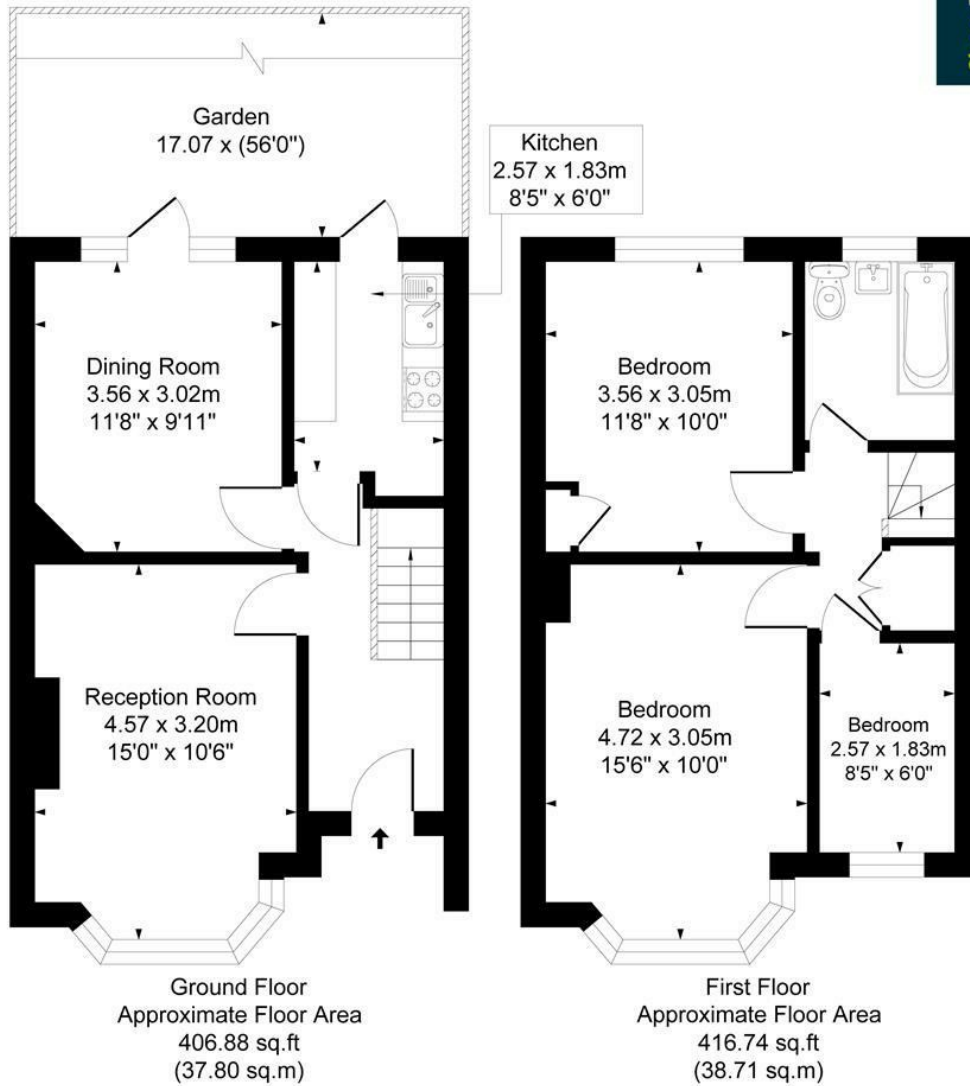 Garden
17.07 x (56'0")
Kitchen
2.57 x 1.83m
8'5" x 6'0"
Dining Room
3.56 x 3.02m
11'8" x 9'11"
Reception Room
4.57 x 3.20m
15'0" x 10'6"
Ground Floor
Approximate Floor Area
406.88 sq.ft
(37.80 sq.m)
Bedroom
3.56 x 3.05m
11'8" x 10'0"
Bedroom
4.72 x 3.05m
15'6" x 10'0"
Bedroom
2.57 x 1.83m
8'5" x 6'0"
First Floor
Approximate Floor Area
416.74 sq.ft
(38.71 sq.m)